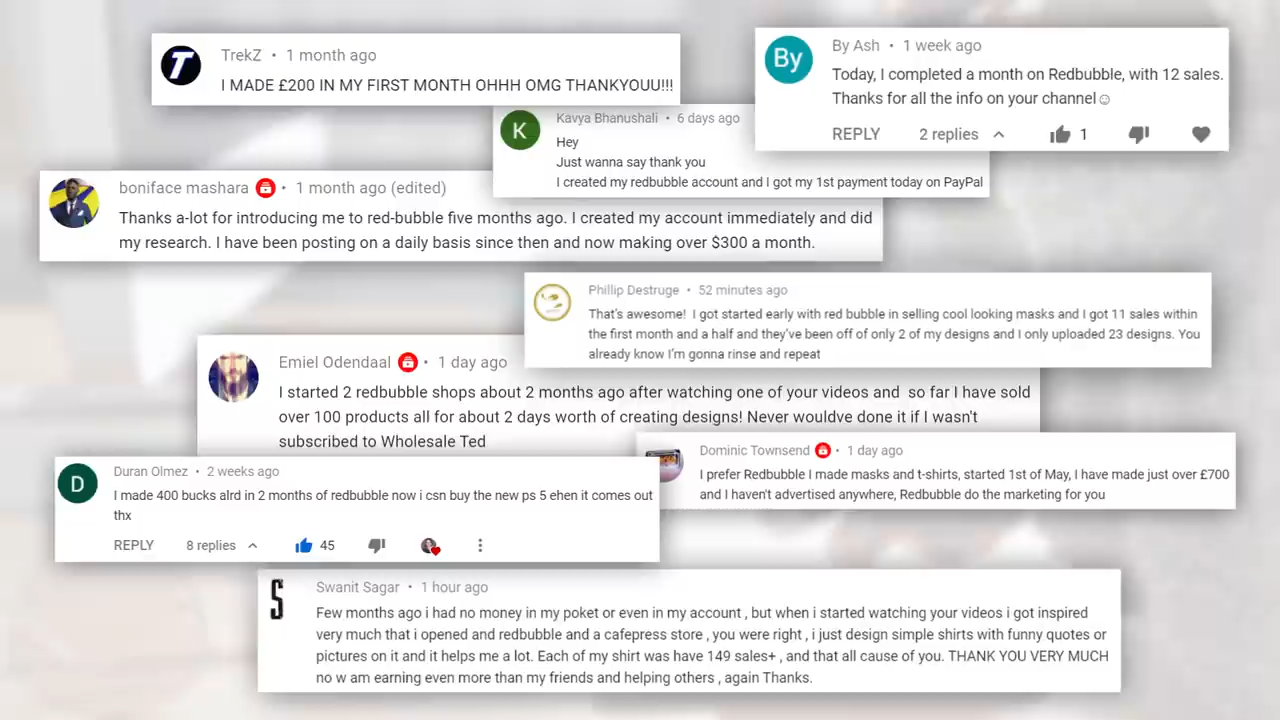 TrekZ • 1 month ago
I MADE £200 IN MY FIRST MONTH OHHH OMG THANKYOUU!!!
By
By Ash • 1 week ago
Today, I completed a month on Redbubble, with 12 sales.
Thanks for all the info on your channel☺
REPLY 2 replies 1
K
Kavya Bhanushali • 6 days ago
Hey
Just wanna say thank you
I created my redbubble account and I got my 1st payment today on PayPal
boniface mashara • 1 month ago (edited)
Thanks a-lot for introducing me to red-bubble five months ago. I created my account immediately and did
my research. I have been posting on a daily basis since then and now making over $300 a month.
Phillip Destruge • 52 minutes ago
That's awesome! I got started early with red bubble in selling cool looking masks and I got 11 sales within
the first month and a half and they've been off of only 2 of my designs and I only uploaded 23 designs. You
already know I'm gonna rinse and repeat
Emiel Odendaal • 1 day ago
I started 2 redbubble shops about 2 months ago after watching one of your videos and so far I have sold
over 100 products all for about 2 days worth of creating designs! Never wouldve done it if I wasn't
subscribed to Wholesale Ted
Dominic Townsend • 1 day ago
I prefer Redbubble I made masks and t-shirts, started 1st of May, I have made just over £700
and I haven't advertised anywhere, Redbubble do the marketing for you
D
Duran Olmez • 2 weeks ago
I made 400 bucks alrd in 2 months of redbubble now i csn buy the new ps 5 ehen it comes out
thx
REPLY 8 replies 45
S
Swanit Sagar • 1 hour ago
Few months ago i had no money in my poket or even in my account , but when i started watching your videos i got inspired
very much that i opened and redbubble and a cafepress store , you were right , i just design simple shirts with funny quotes or
pictures on it and it helps me a lot. Each of my shirt was have 149 sales+ , and that all cause of you. THANK YOU VERY MUCH
no w am earning even more than my friends and helping others , again Thanks.